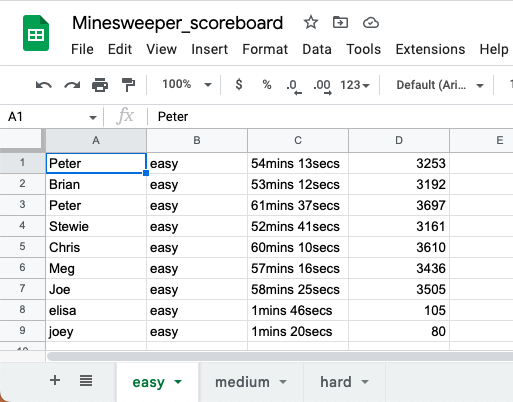 Minesweeper_scoreboard
File Edit View Insert Format Data Tools Extensions Help
100% $ % .0 .00 123 Default (Ari...
A1 fx Peter
A B C D E
1 Peter easy 54mins 13secs 3253
2 Brian easy 53mins 12secs 3192
3 Peter easy 61mins 37secs 3697
4 Stewie easy 52mins 41secs 3161
5 Chris easy 60mins 10secs 3610
6 Meg easy 57mins 16secs 3436
7 Joe easy 58mins 25secs 3505
8 elisa easy 1mins 46secs 105
9 joey easy 1mins 20secs 80
easy medium hard